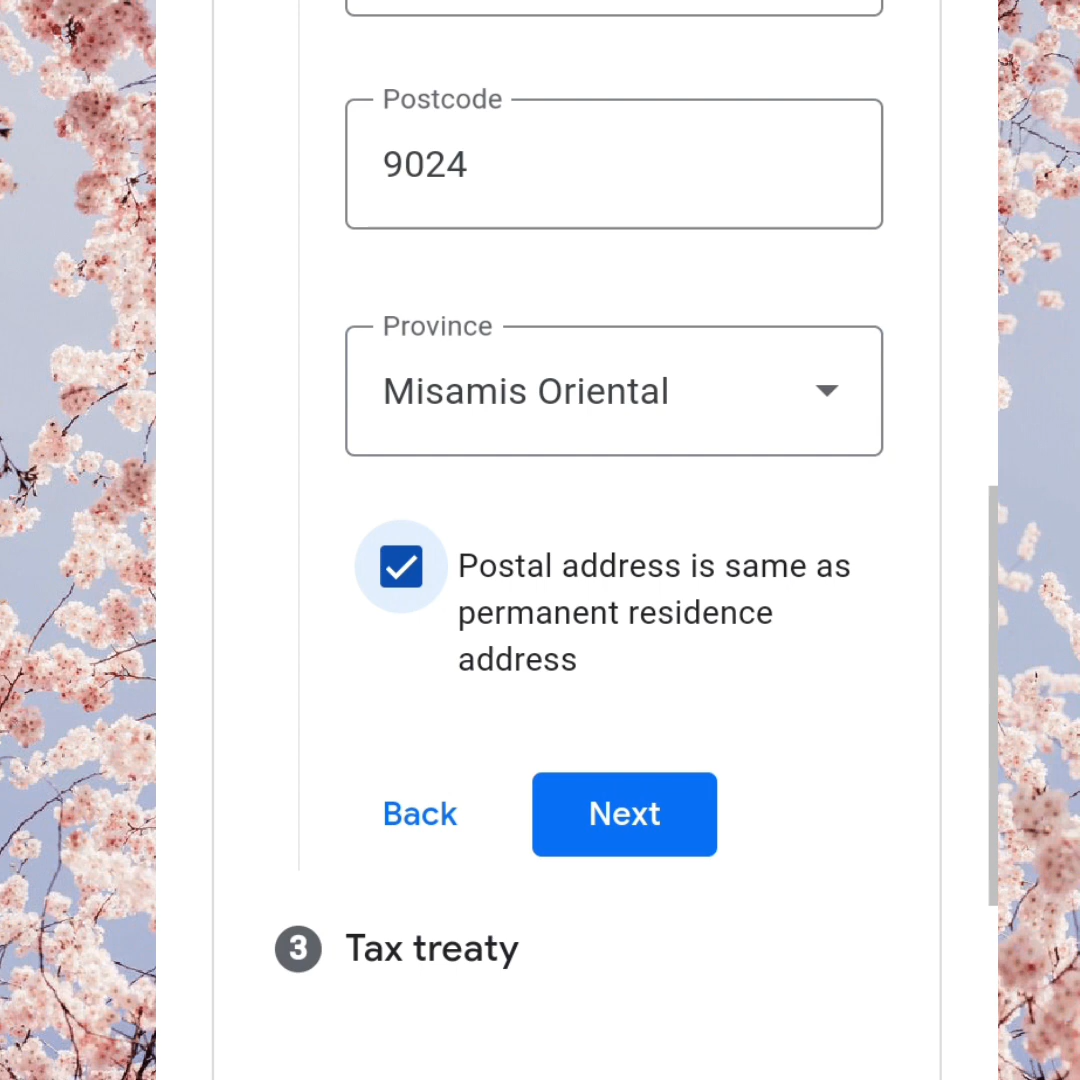 Postcode
9024
Province
Misamis Oriental
Postal address is same as
permanent residence
address
Back
Next
3 Tax treaty